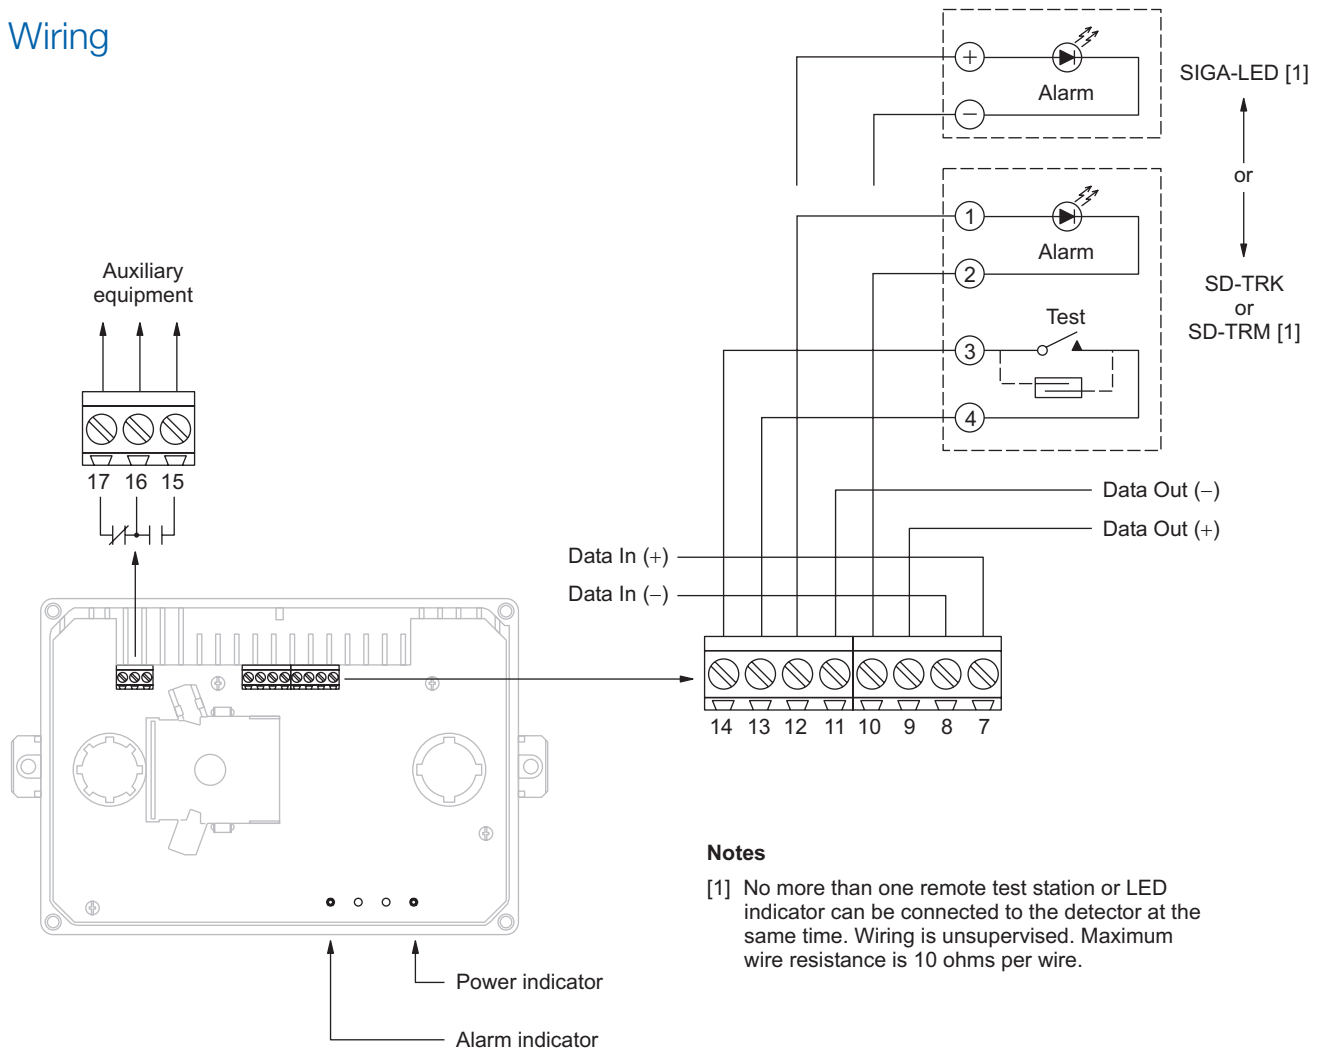 Wiring
+
Alarm
−
SIGA-LED [1]
or
1
Alarm
2
SD-TRK
or
SD-TRM [1]
Test
3
4
Auxiliary
equipment
17 16 15
Data Out (−)
Data Out (+)
Data In (+)
Data In (−)
14 13 12 11 10 9 8 7
Power indicator
Alarm indicator
Notes
[1] No more than one remote test station or LED
indicator can be connected to the detector at the
same time. Wiring is unsupervised. Maximum
wire resistance is 10 ohms per wire.